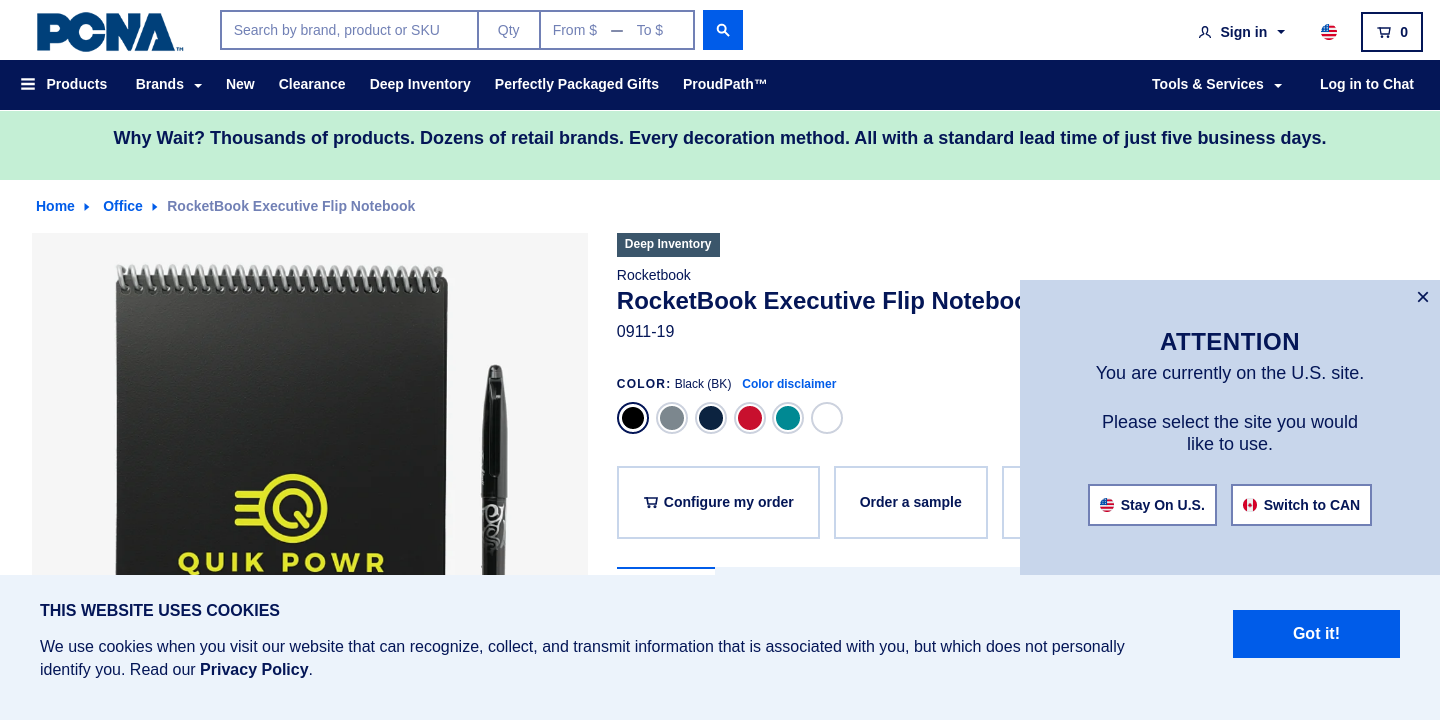 PCNA™
Search by brand, product or SKU
Qty
From $ — To $
Sign in
0
Products
Brands
New
Clearance
Deep Inventory
Perfectly Packaged Gifts
ProudPath™
Tools & Services
Log in to Chat
Why Wait? Thousands of products. Dozens of retail brands. Every decoration method. All with a standard lead time of just five business days.
Home
Office
RocketBook Executive Flip Notebook
Deep Inventory
Rocketbook
RocketBook Executive Flip Noteboo
0911-19
COLOR: Black (BK) Color disclaimer
Configure my order
Order a sample
QUIK POWR
×
ATTENTION
You are currently on the U.S. site.
Please select the site you would
like to use.
Stay On U.S.
Switch to CAN
THIS WEBSITE USES COOKIES
We use cookies when you visit our website that can recognize, collect, and transmit information that is associated with you, but which does not personally
identify you. Read our Privacy Policy.
Got it!